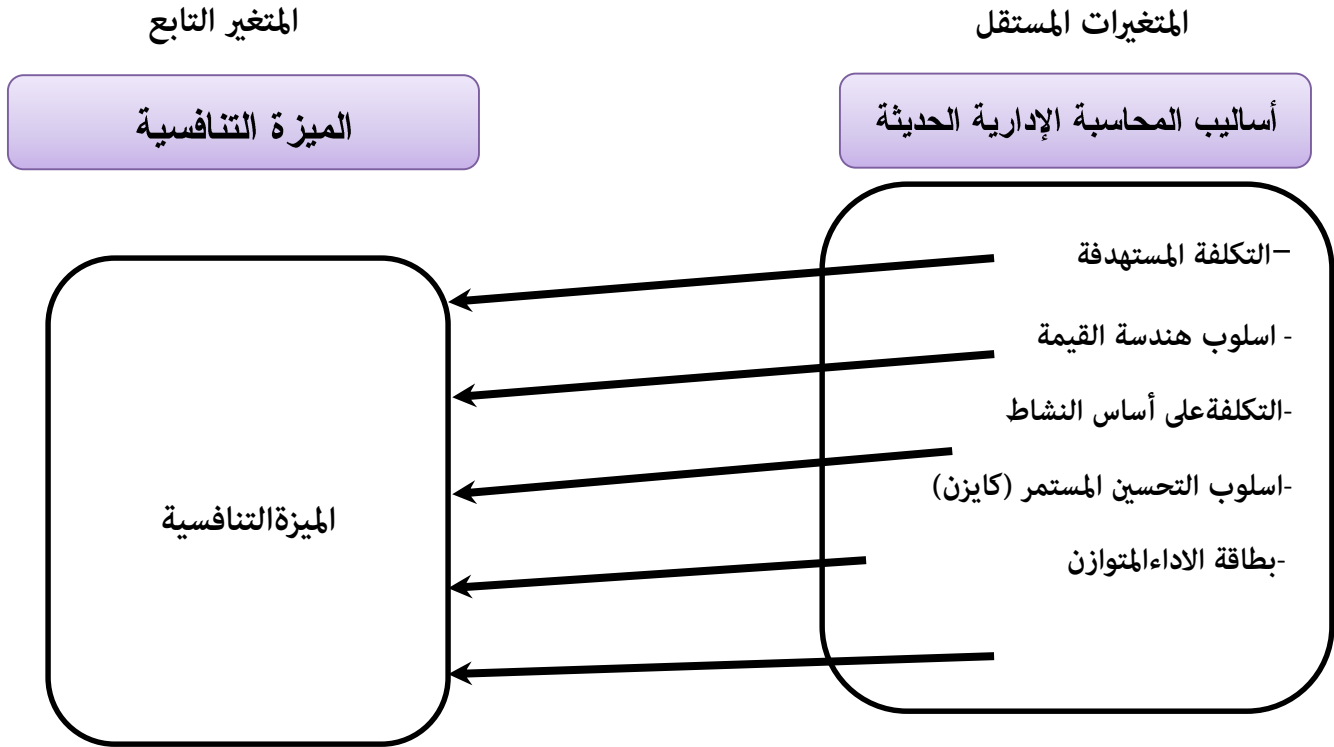 المتغيرات المستقل
المتغير التابع
أساليب المحاسبة الإدارية الحديثة
الميزة التنافسية
-التكلفة المستهدفة
- اسلوب هندسة القيمة
-التكلفةعلى أساس النشاط
-اسلوب التحسين المستمر (كايزن)
-بطاقة الاداءالمتوازن
الميزةالتنافسية